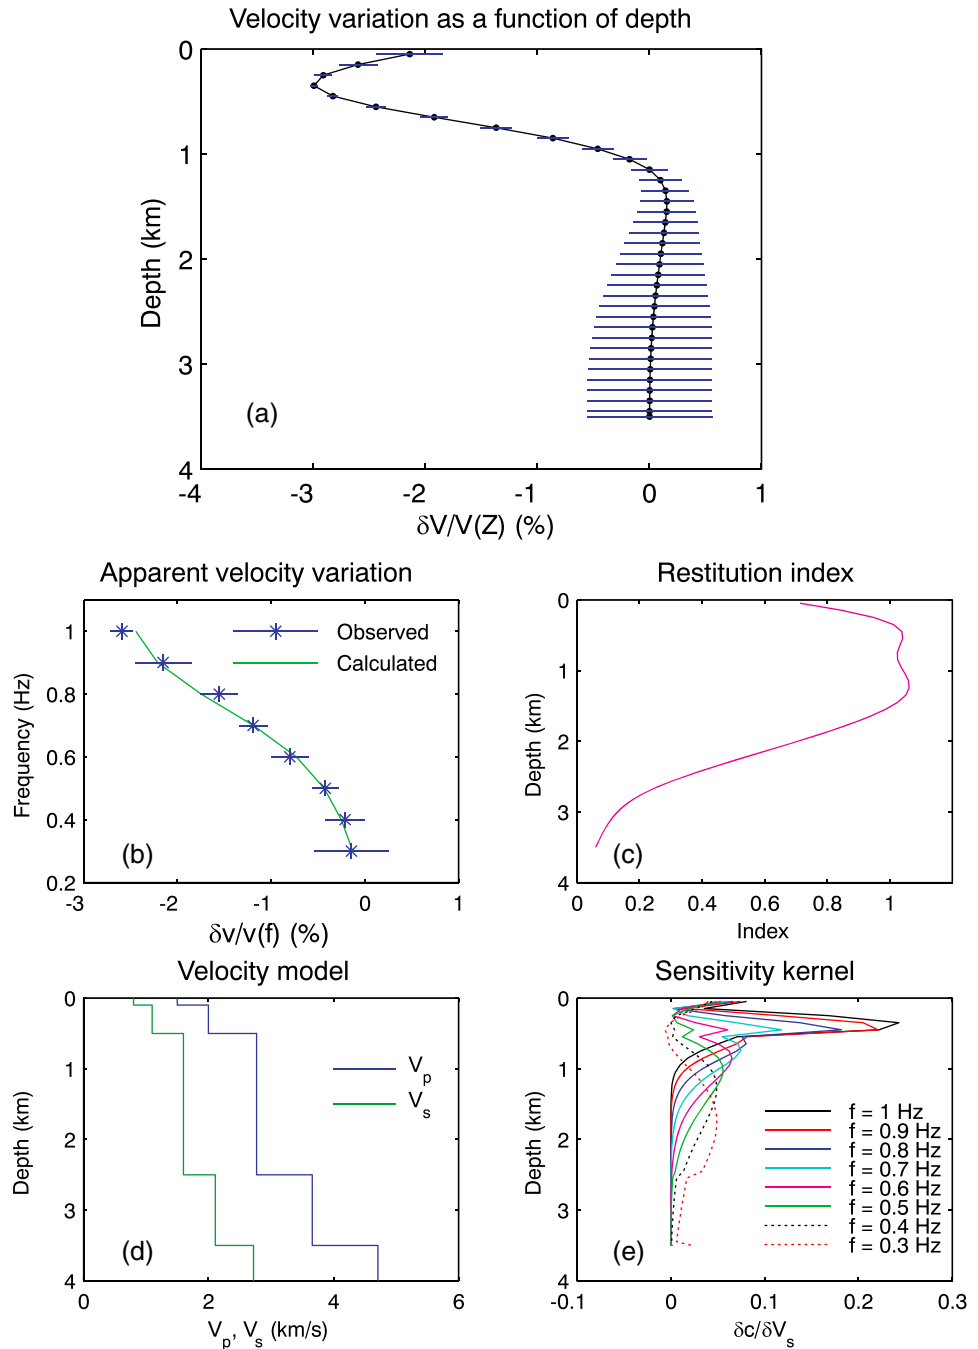 Velocity variation as a function of depth
0
1
2
3
4
Depth (km)
(a)
-4 -3 -2 -1 0 1
δV/V(Z) (%)
Apparent velocity variation
1
0.8
0.6
0.4
0.2
Frequency (Hz)
Observed
Calculated
(b)
-3 -2 -1 0 1
δv/v(f) (%)
Restitution index
0
1
2
3
4
Depth (km)
(c)
0 0.2 0.4 0.6 0.8 1
Index
Velocity model
0
1
2
3
4
Depth (km)
Vp
Vs
(d)
0 2 4 6
Vp, Vs (km/s)
Sensitivity kernel
0
1
2
3
4
Depth (km)
f = 1 Hz
f = 0.9 Hz
f = 0.8 Hz
f = 0.7 Hz
f = 0.6 Hz
f = 0.5 Hz
f = 0.4 Hz
f = 0.3 Hz
(e)
-0.1 0 0.1 0.2 0.3
δc/δVs